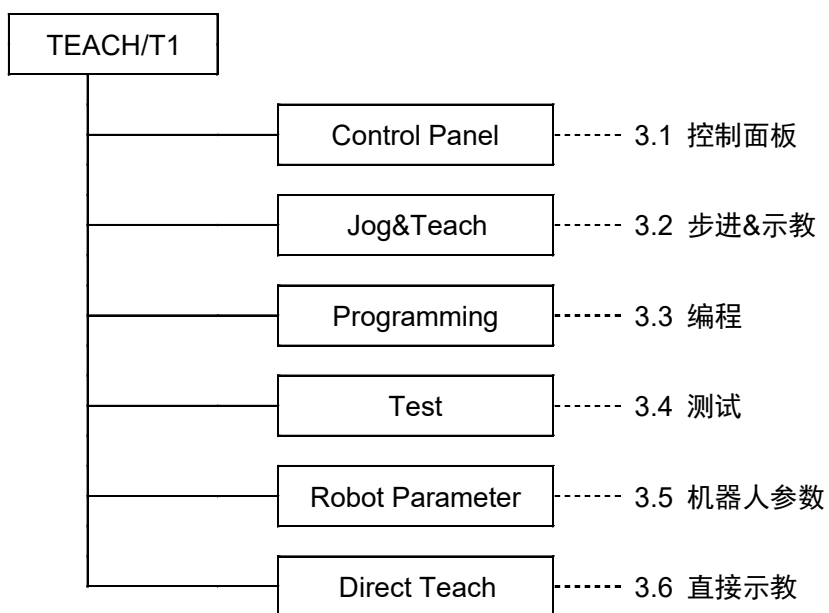 TEACH/T1
Control Panel 3.1 控制面板
Jog&Teach 3.2 步进&示教
Programming 3.3 编程
Test 3.4 测试
Robot Parameter 3.5 机器人参数
Direct Teach 3.6 直接示教